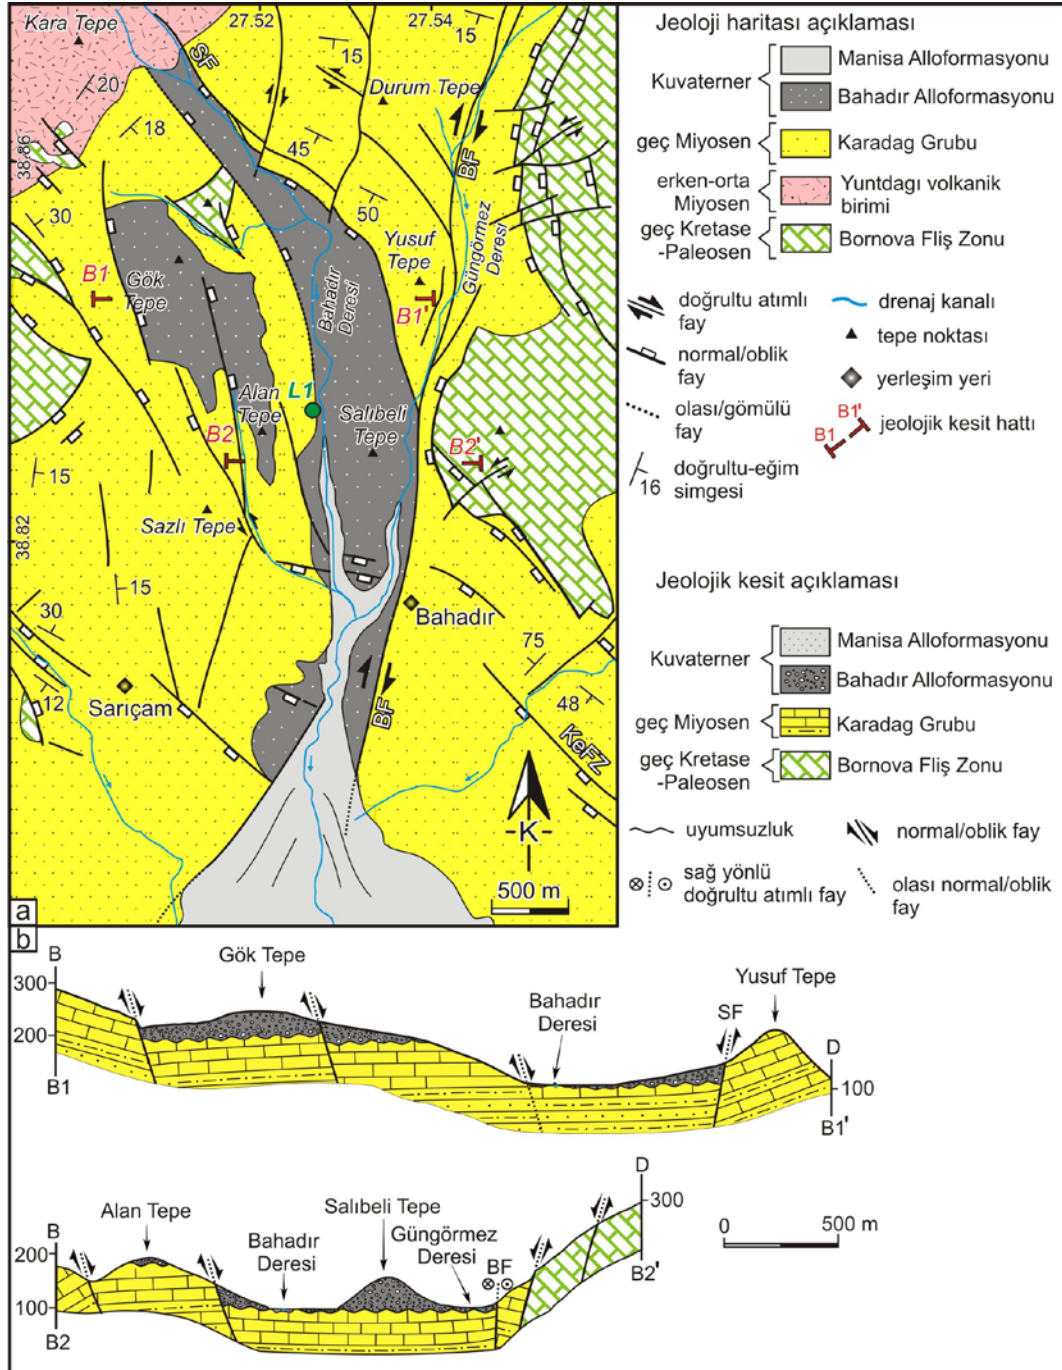 27.52
27.54
Kara Tepe
SF
15
15
20
Durum Tepe
18
45
BF
38.86
30
50
Yusuf
Tepe
Güngörmez
Deresi
B1
Gök
Tepe
Bahadır
Deresi
B1'
Alan
Tepe
L1
Salıbeli
Tepe
B2
B2'
15
Sazlı Tepe
38.82
15
30
Bahadır
75
12
Sarıçam
BF
48
KeFZ
K
500 m
a
Jeoloji haritası açıklaması
Kuvaterner
Manisa Alloformasyonu
Bahadır Alloformasyonu
geç Miyosen
Karadag Grubu
erken-orta
Miyosen
Yuntdagı volkanik
birimi
geç Kretase
-Paleosen
Bornova Fliş Zonu
doğrultu atımlı
fay
drenaj kanalı
tepe noktası
normal/oblik
fay
yerleşim yeri
olası/gömülü
fay
B1
B1'
jeolojik kesit hattı
16
doğrultu-eğim
simgesi
Jeolojik kesit açıklaması
Kuvaterner
Manisa Alloformasyonu
Bahadır Alloformasyonu
geç Miyosen
Karadag Grubu
geç Kretase
-Paleosen
Bornova Fliş Zonu
uyumsuzluk
normal/oblik fay
sağ yönlü
doğrultu atımlı fay
olası normal/oblik
fay
b
B
Gök Tepe
Yusuf Tepe
300
Bahadır
Deresi
SF
200
D
B1
100
B1'
D
Alan Tepe
Salıbeli Tepe
300
B
Güngörmez
Deresi
0
500 m
200
Bahadır
Deresi
BF
B2'
100
B2